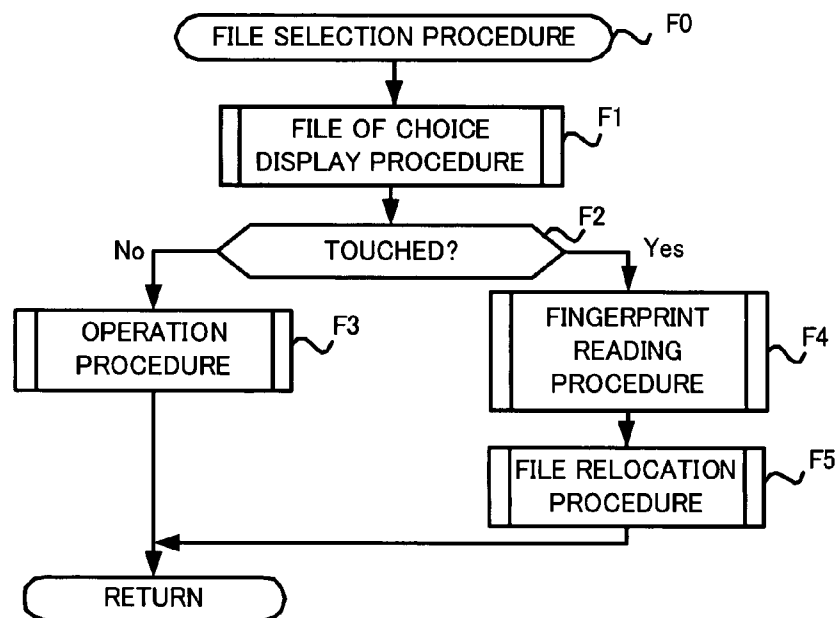 FILE SELECTION PROCEDURE
F0
FILE OF CHOICE
DISPLAY PROCEDURE
F1
TOUCHED?
F2
No
Yes
OPERATION
PROCEDURE
F3
FINGERPRINT
READING
PROCEDURE
F4
FILE RELOCATION
PROCEDURE
F5
RETURN